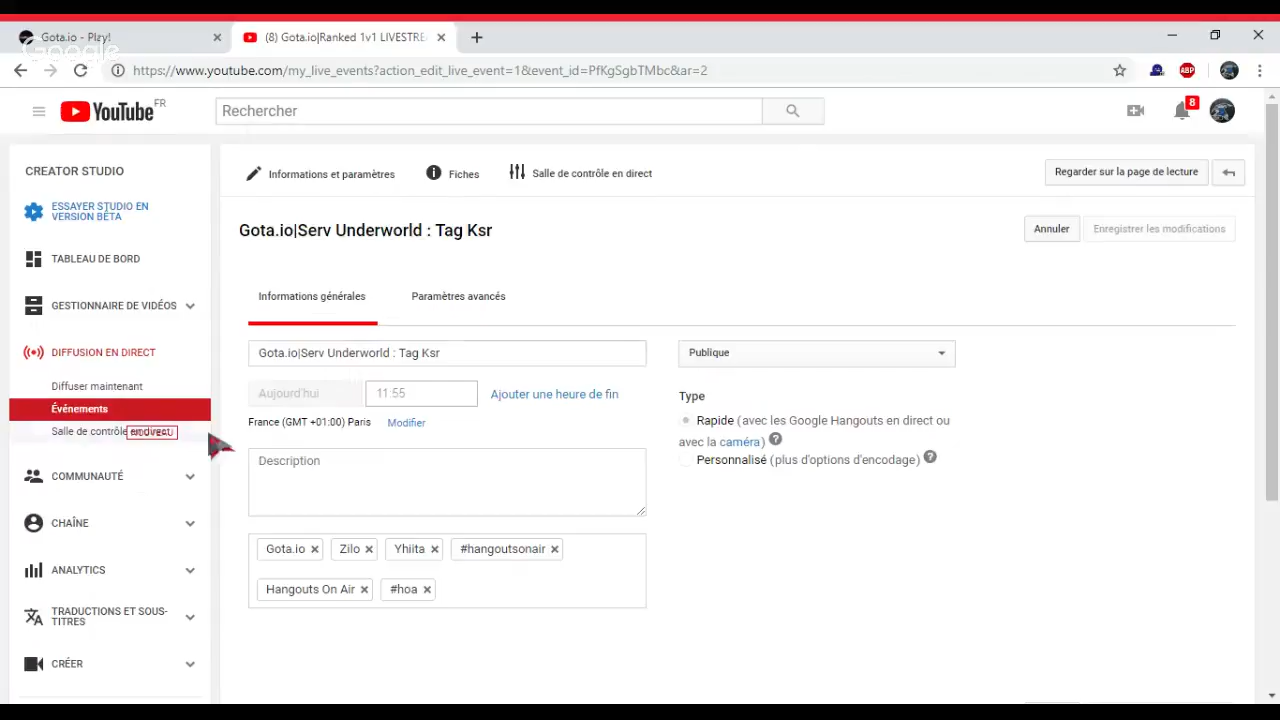 Gota.io - Play!
(8) Gota.io|Ranked 1v1 LIVESTRE
Google
https://www.youtube.com/my_live_events?action_edit_live_event=1&event_id=PfKgSgbTMbc&ar=2
ABP
YouTube FR
Rechercher
8
CREATOR STUDIO
ESSAYER STUDIO EN
VERSION BÊTA
TABLEAU DE BORD
GESTIONNAIRE DE VIDÉOS
DIFFUSION EN DIRECT
Diffuser maintenant
Événements
Salle de contrôle en direct
NOUVEAU
COMMUNAUTÉ
CHAÎNE
ANALYTICS
TRADUCTIONS ET SOUS-
TITRES
CRÉER
Informations et paramètres
Fiches
Salle de contrôle en direct
Regarder sur la page de lecture
Gota.io|Serv Underworld : Tag Ksr
Annuler
Enregistrer les modifications
Informations générales
Paramètres avancés
Gota.io|Serv Underworld : Tag Ksr
Aujourd'hui
11:55
Ajouter une heure de fin
France (GMT +01:00) Paris
Modifier
Description
Gota.io
Zilo
Yhiita
#hangoutsonair
Hangouts On Air
#hoa
Publique
Type
Rapide (avec les Google Hangouts en direct ou
avec la caméra)
Personnalisé (plus d'options d'encodage)